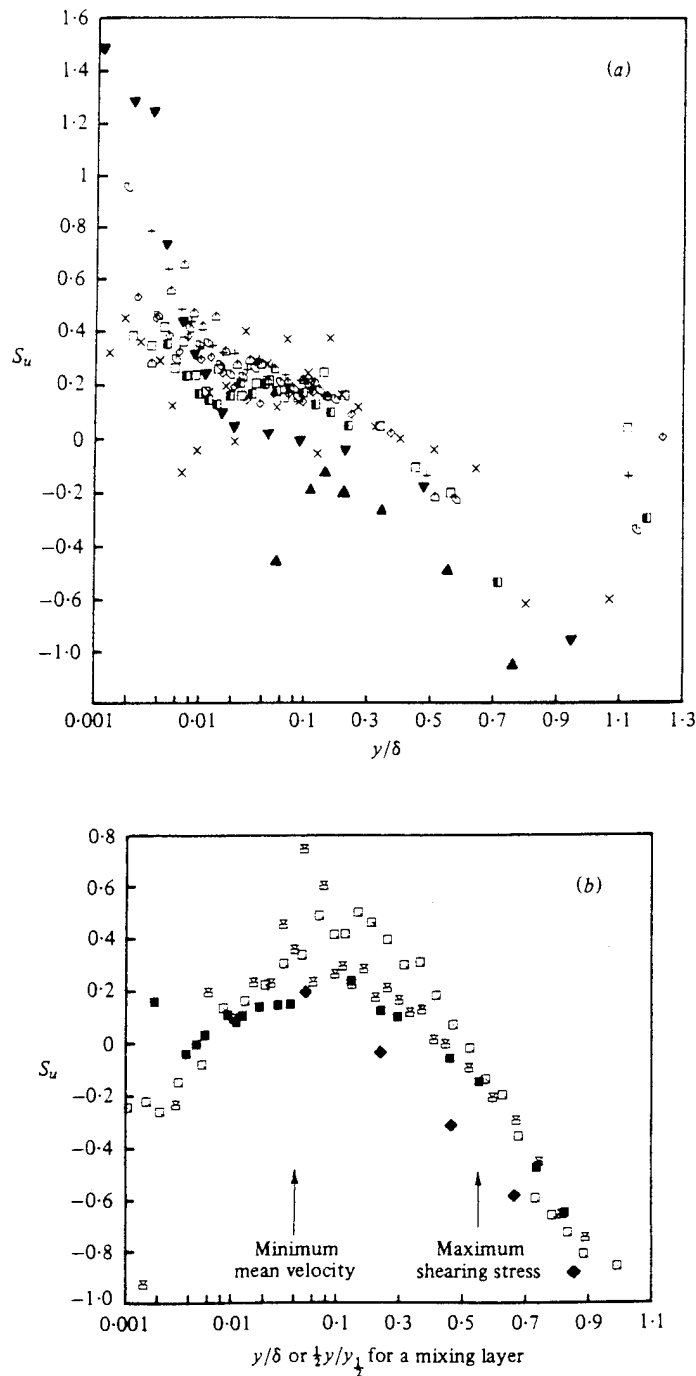 1·6
1·4
1·2
1
0·8
0·6
0·4
0·2
0
−0·2
−0·4
−0·6
−1·0
S_u
(a)
0·001 0·01 0·1 0·3 0·5 0·7 0·9 1·1 1·3
y/δ
0·8
0·6
0·4
0·2
0
−0·2
−0·4
−0·6
−0·8
−1·0
S_u
(b)
Minimum
mean velocity
Maximum
shearing stress
0·001 0·01 0·1 0·3 0·5 0·7 0·9 1·1
y/δ or ½y/y_½ for a mixing layer